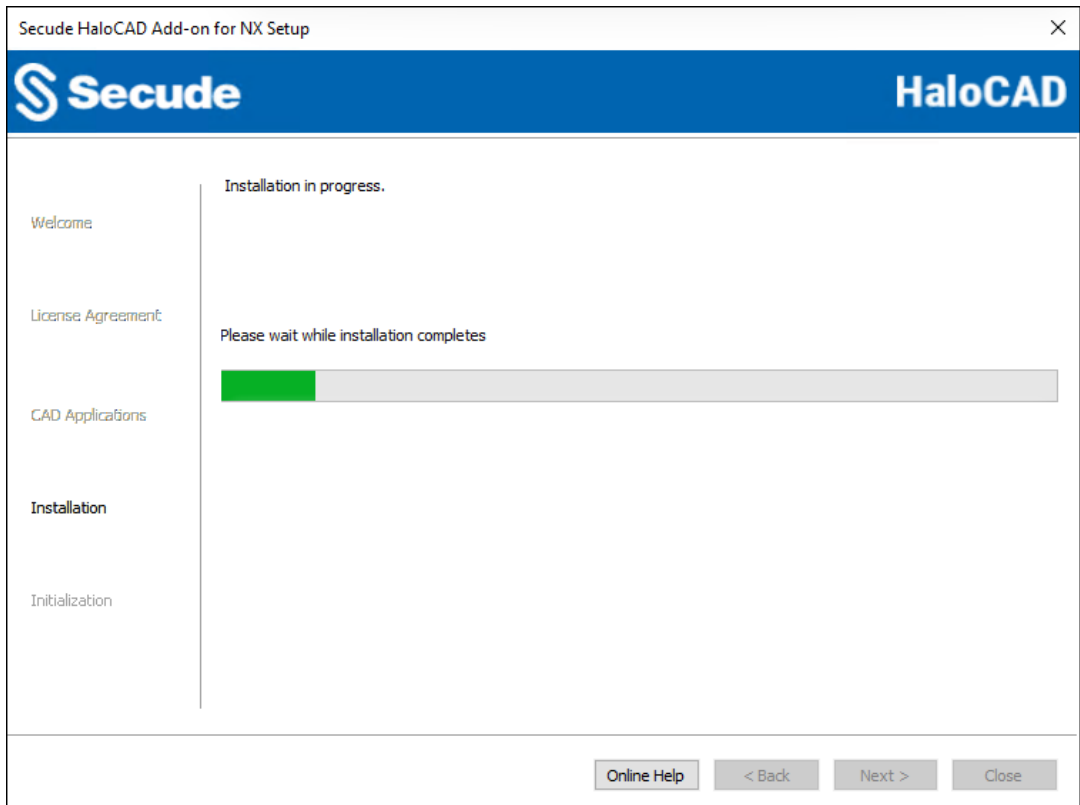 Secude HaloCAD Add-on for NX Setup
Secude
HaloCAD
Installation in progress.
Welcome
License Agreement
Please wait while installation completes
CAD Applications
Installation
Initialization
Online Help
< Back
Next >
Close